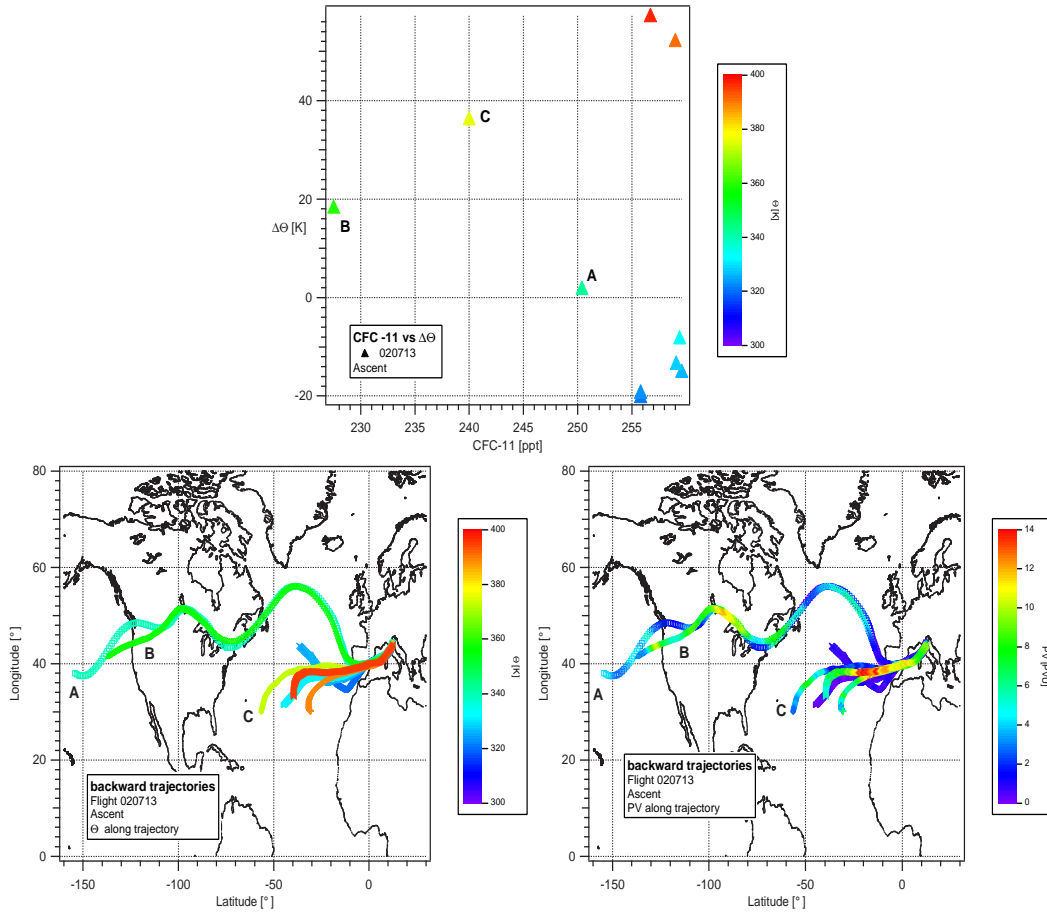 40
20
0
-20
ΔΘ [K]
B
C
A
CFC -11 vs ΔΘ
▲ 020713
Ascent
230
235
240
245
250
255
CFC-11 [ppt]
400
380
360
340
320
300
Θ [K]
80
60
40
20
0
Longitude [°]
A
B
C
backward trajectories
Flight 020713
Ascent
Θ along trajectory
-150
-100
-50
0
Latitude [°]
400
380
360
340
320
300
Θ [K]
80
60
40
20
0
Longitude [°]
A
B
C
backward trajectories
Flight 020713
Ascent
PV along trajectory
-150
-100
-50
0
Latitude [°]
14
12
10
8
6
4
2
0